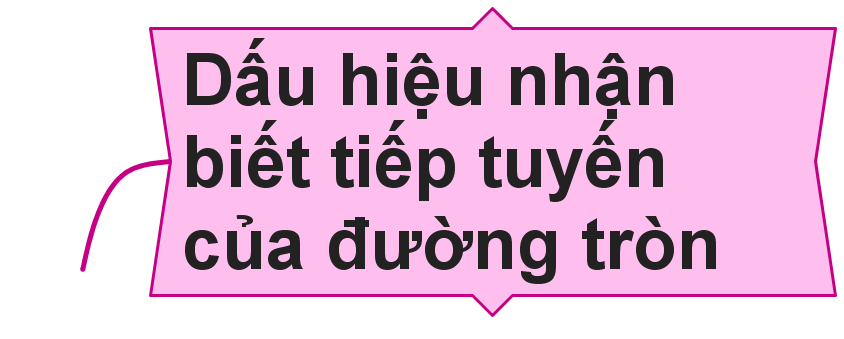 Dấu hiệu nhận
biết tiếp tuyến
của đường tròn